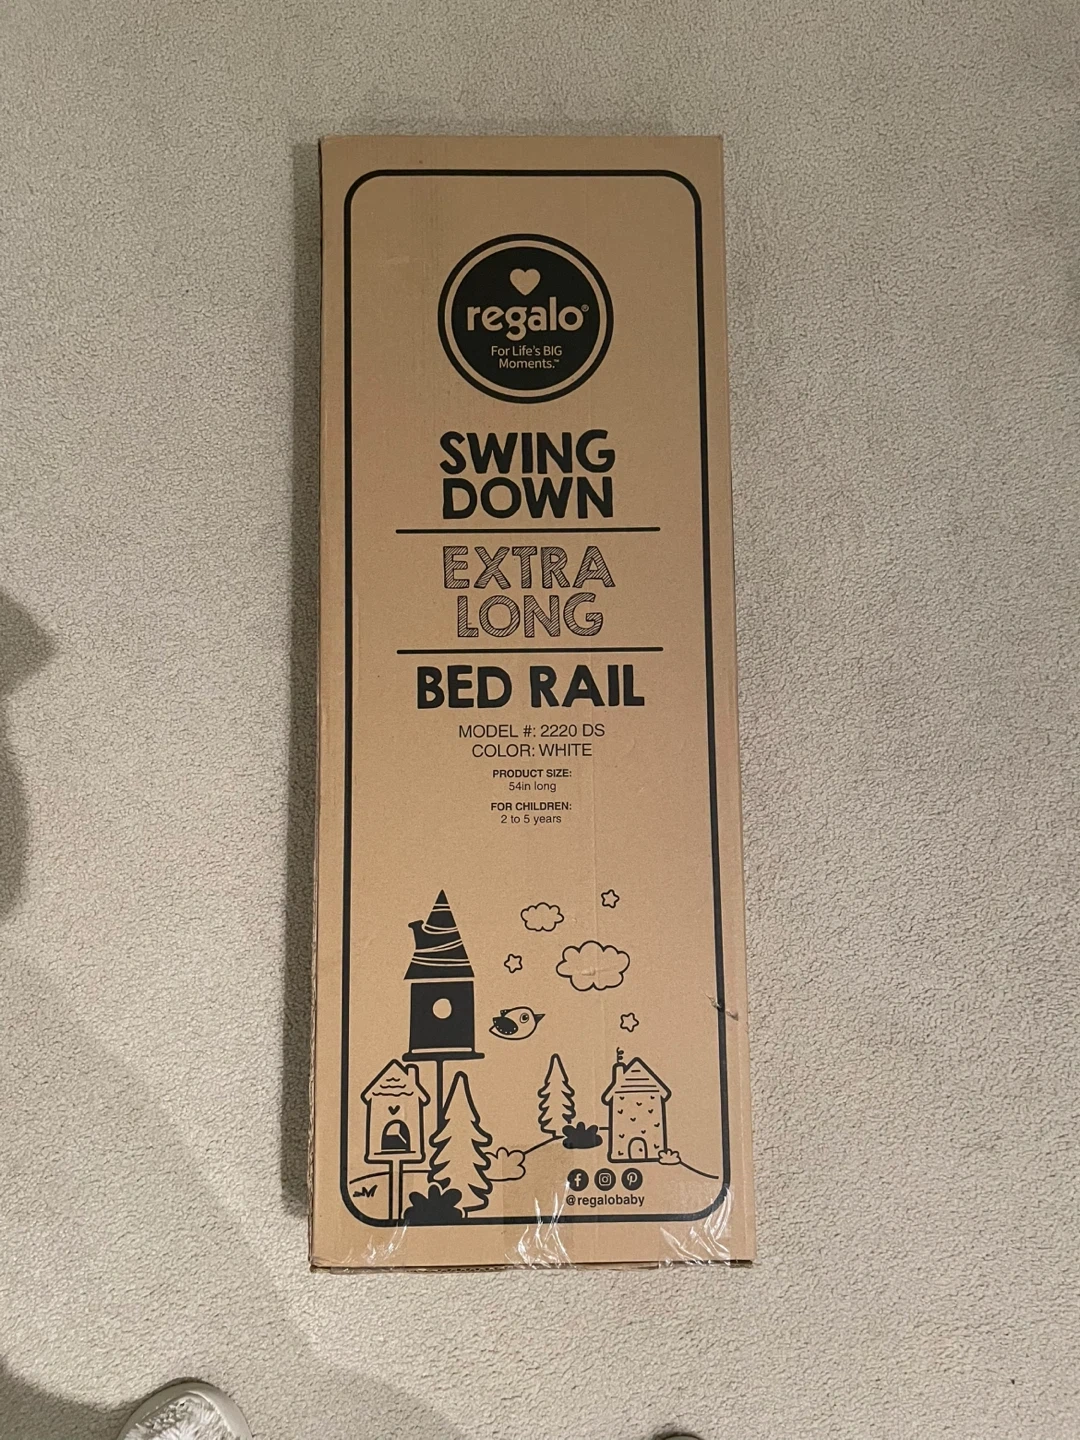 regalo®
For Life's BIG
Moments.™
SWING
DOWN
EXTRA
LONG
BED RAIL
MODEL #: 2220 DS
COLOR: WHITE
PRODUCT SIZE:
54in long
FOR CHILDREN:
2 to 5 years
@regalobaby